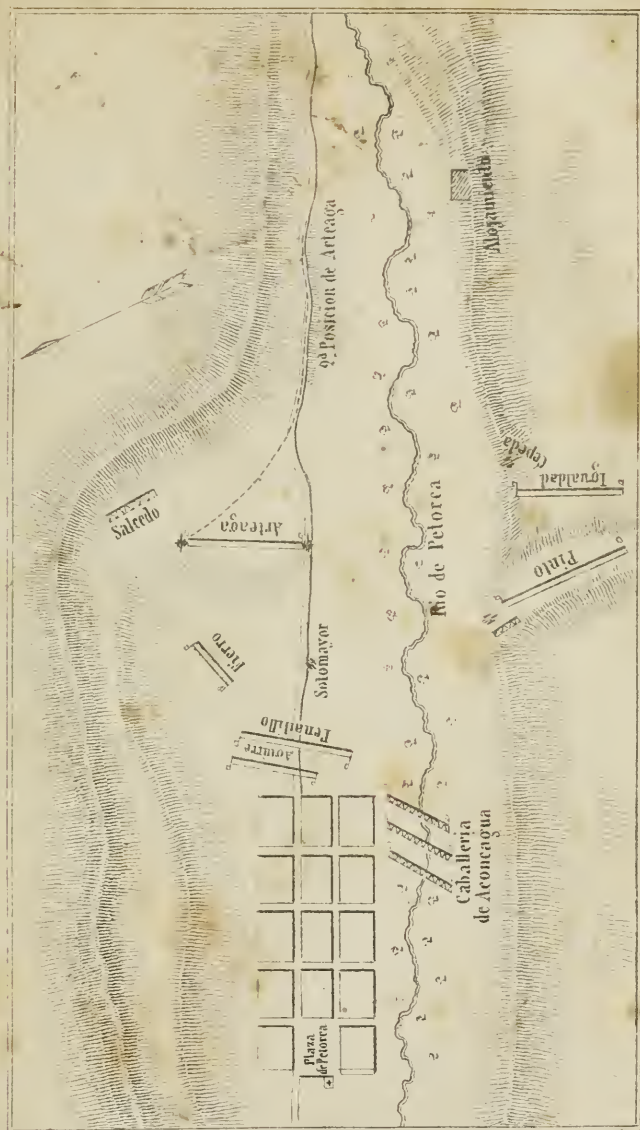 2ª Posicion de Arteaga
Alojamiento
Salcedo
Arteaga
Cepeda
Igualdad
Rio de Petorca
Pinto
Fierro
Sotomayor
Penailillo
Aguirre
Caballeria
de Aconcagua
Plaza
de Petorca